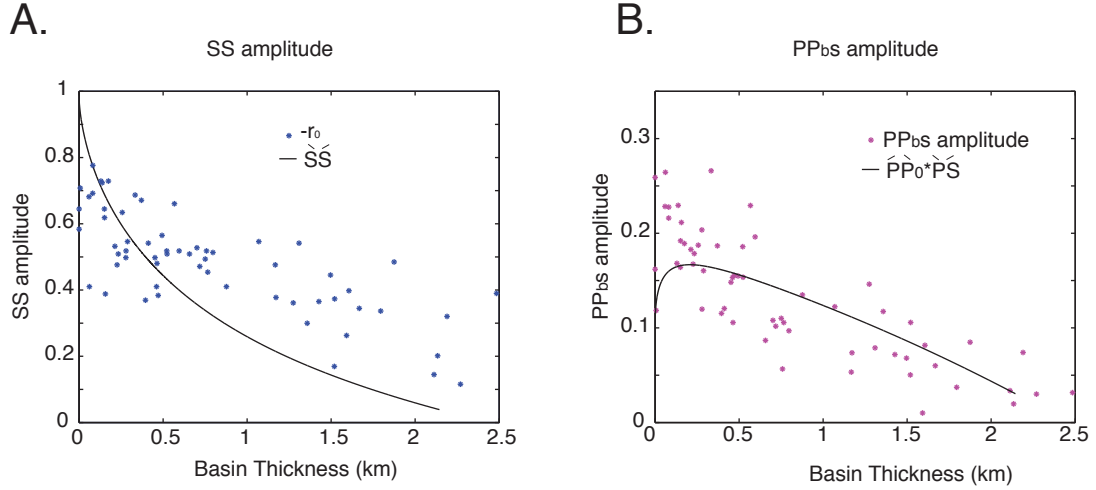 A.
SS amplitude
1
0.8
0.6
0.4
0.2
0
0 0.5 1 1.5 2 2.5
SS amplitude
Basin Thickness (km)
-r₀
SS
B.
PPbs amplitude
0.3
0.2
0.1
0
0 0.5 1 1.5 2 2.5
PPbs amplitude
Basin Thickness (km)
PPbs amplitude
PP₀*PS